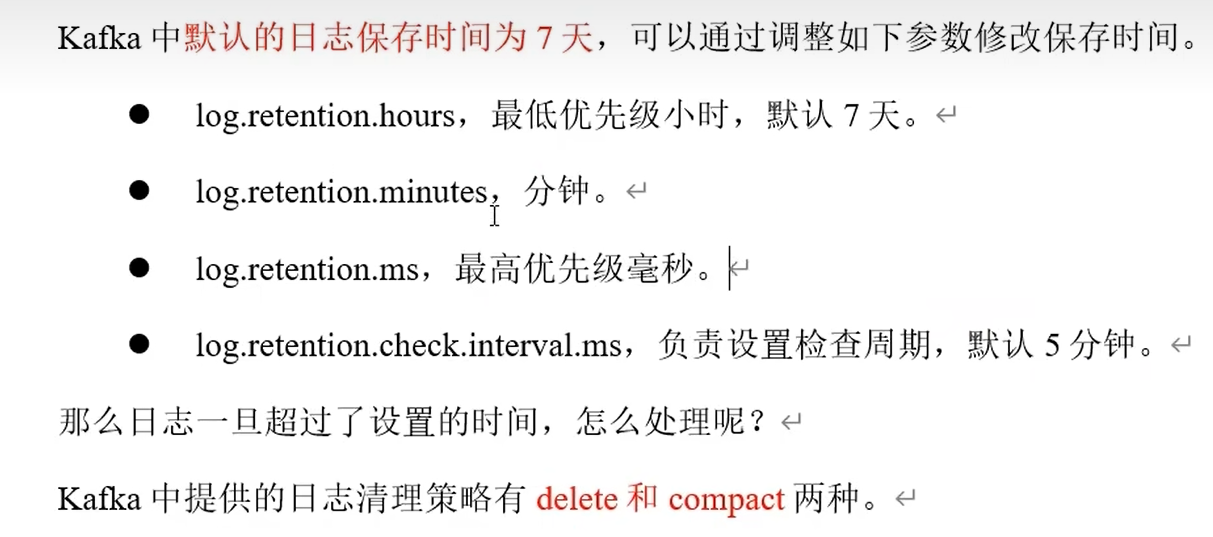 Kafka 中默认的日志保存时间为 7 天，可以通过调整如下参数修改保存时间。
● log.retention.hours，最低优先级小时，默认 7 天。↵
● log.retention.minutes，分钟。↵
● log.retention.ms，最高优先级毫秒。↵
● log.retention.check.interval.ms，负责设置检查周期，默认 5 分钟。↵
那么日志一旦超过了设置的时间，怎么处理呢？↵
Kafka 中提供的日志清理策略有 delete 和 compact 两种。↵